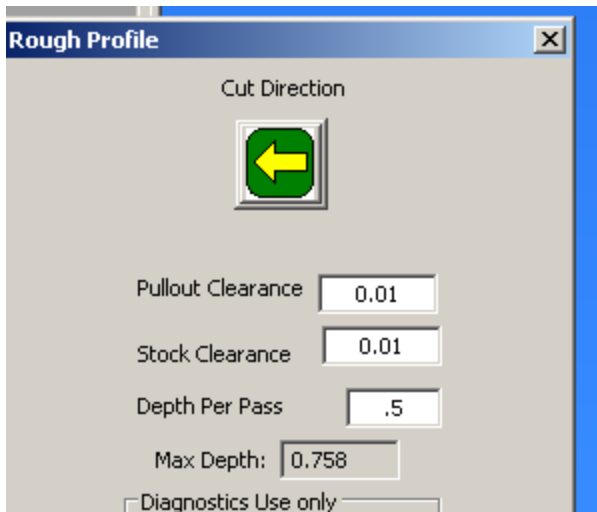 Rough Profile
Cut Direction
Pullout Clearance 0.01
Stock Clearance 0.01
Depth Per Pass .5
Max Depth: 0.758
Diagnostics Use only